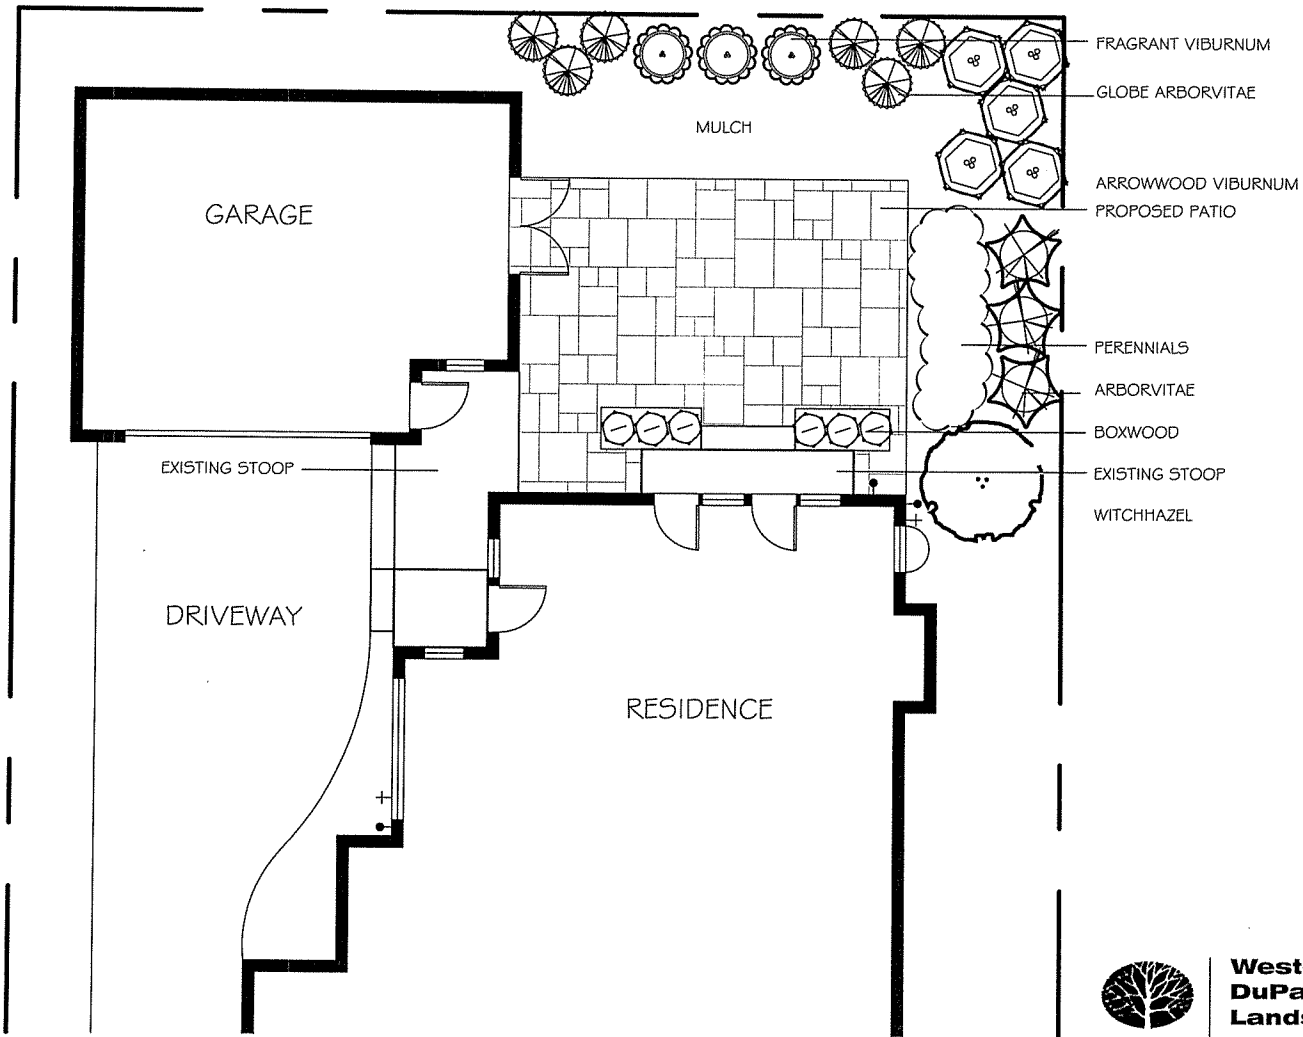 FRAGRANT VIBURNUM
GLOBE ARBORVITAE
MULCH
ARROWWOOD VIBURNUM
GARAGE
PROPOSED PATIO
PERENNIALS
ARBORVITAE
BOXWOOD
EXISTING STOOP
EXISTING STOOP
WITCHHAZEL
DRIVEWAY
RESIDENCE
West
DuPa
Lands